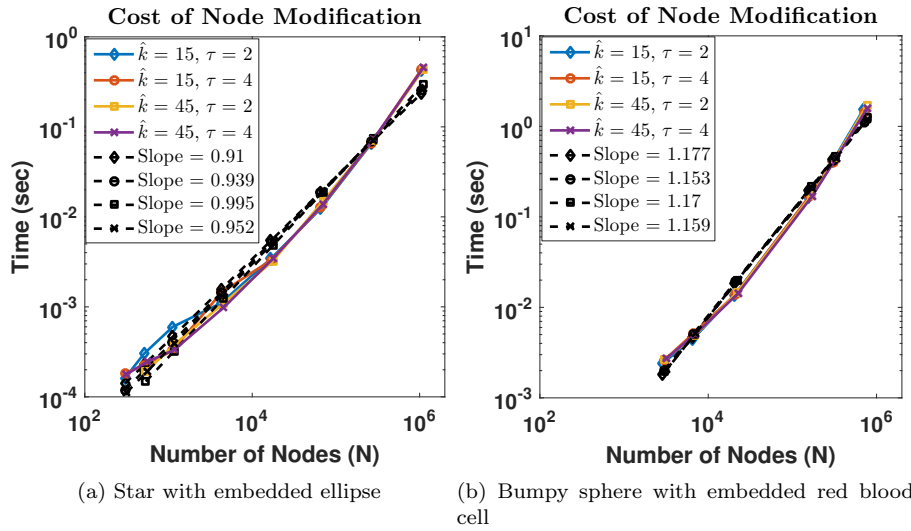 Cost of Node Modification
10^0
10^-1
10^-2
10^-3
10^-4
k̂ = 15, τ = 2
k̂ = 15, τ = 4
k̂ = 45, τ = 2
k̂ = 45, τ = 4
Slope = 0.91
Slope = 0.939
Slope = 0.995
Slope = 0.952
Time (sec)
10^2
10^4
10^6
Number of Nodes (N)
(a) Star with embedded ellipse
Cost of Node Modification
10^1
10^0
10^-1
10^-2
10^-3
k̂ = 15, τ = 2
k̂ = 15, τ = 4
k̂ = 45, τ = 2
k̂ = 45, τ = 4
Slope = 1.177
Slope = 1.153
Slope = 1.17
Slope = 1.159
Time (sec)
10^2
10^4
10^6
Number of Nodes (N)
(b) Bumpy sphere with embedded red blood
cell